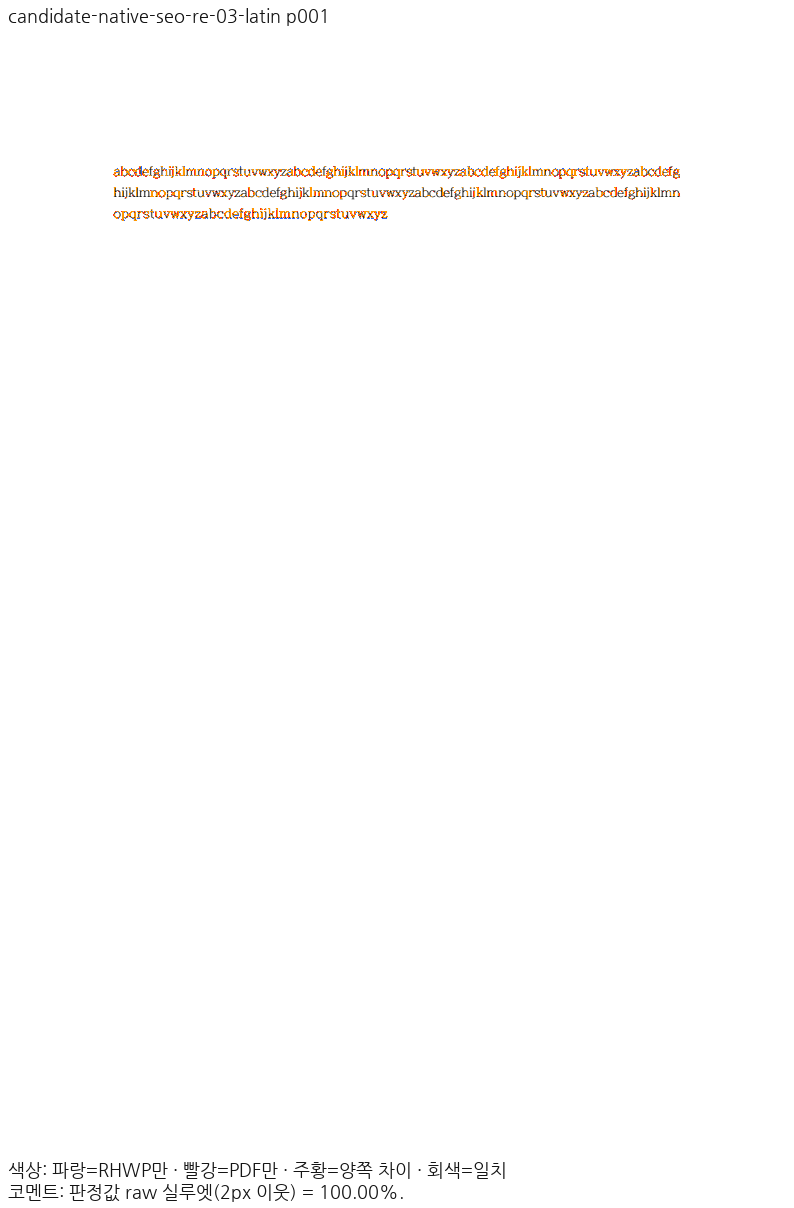 candidate-native-seo-re-03-latin p001
abcdefghijklmnopqrstuvwxyzabcdefghijklmnopqrstuvwxyzabcdefghijklmnopqrstuvwxyzabcdefg
hijklmnopqrstuvwxyzabcdefghijklmnopqrstuvwxyzabcdefghijklmnopqrstuvwxyzabcdefghijklmn
opqrstuvwxyzabcdefghijklmnopqrstuvwxyz
색상: 파랑=RHWP만 · 빨강=PDF만 · 주황=양쪽 차이 · 회색=일치
코멘트: 판정값 raw 실루엣(2px 이웃) = 100.00%.